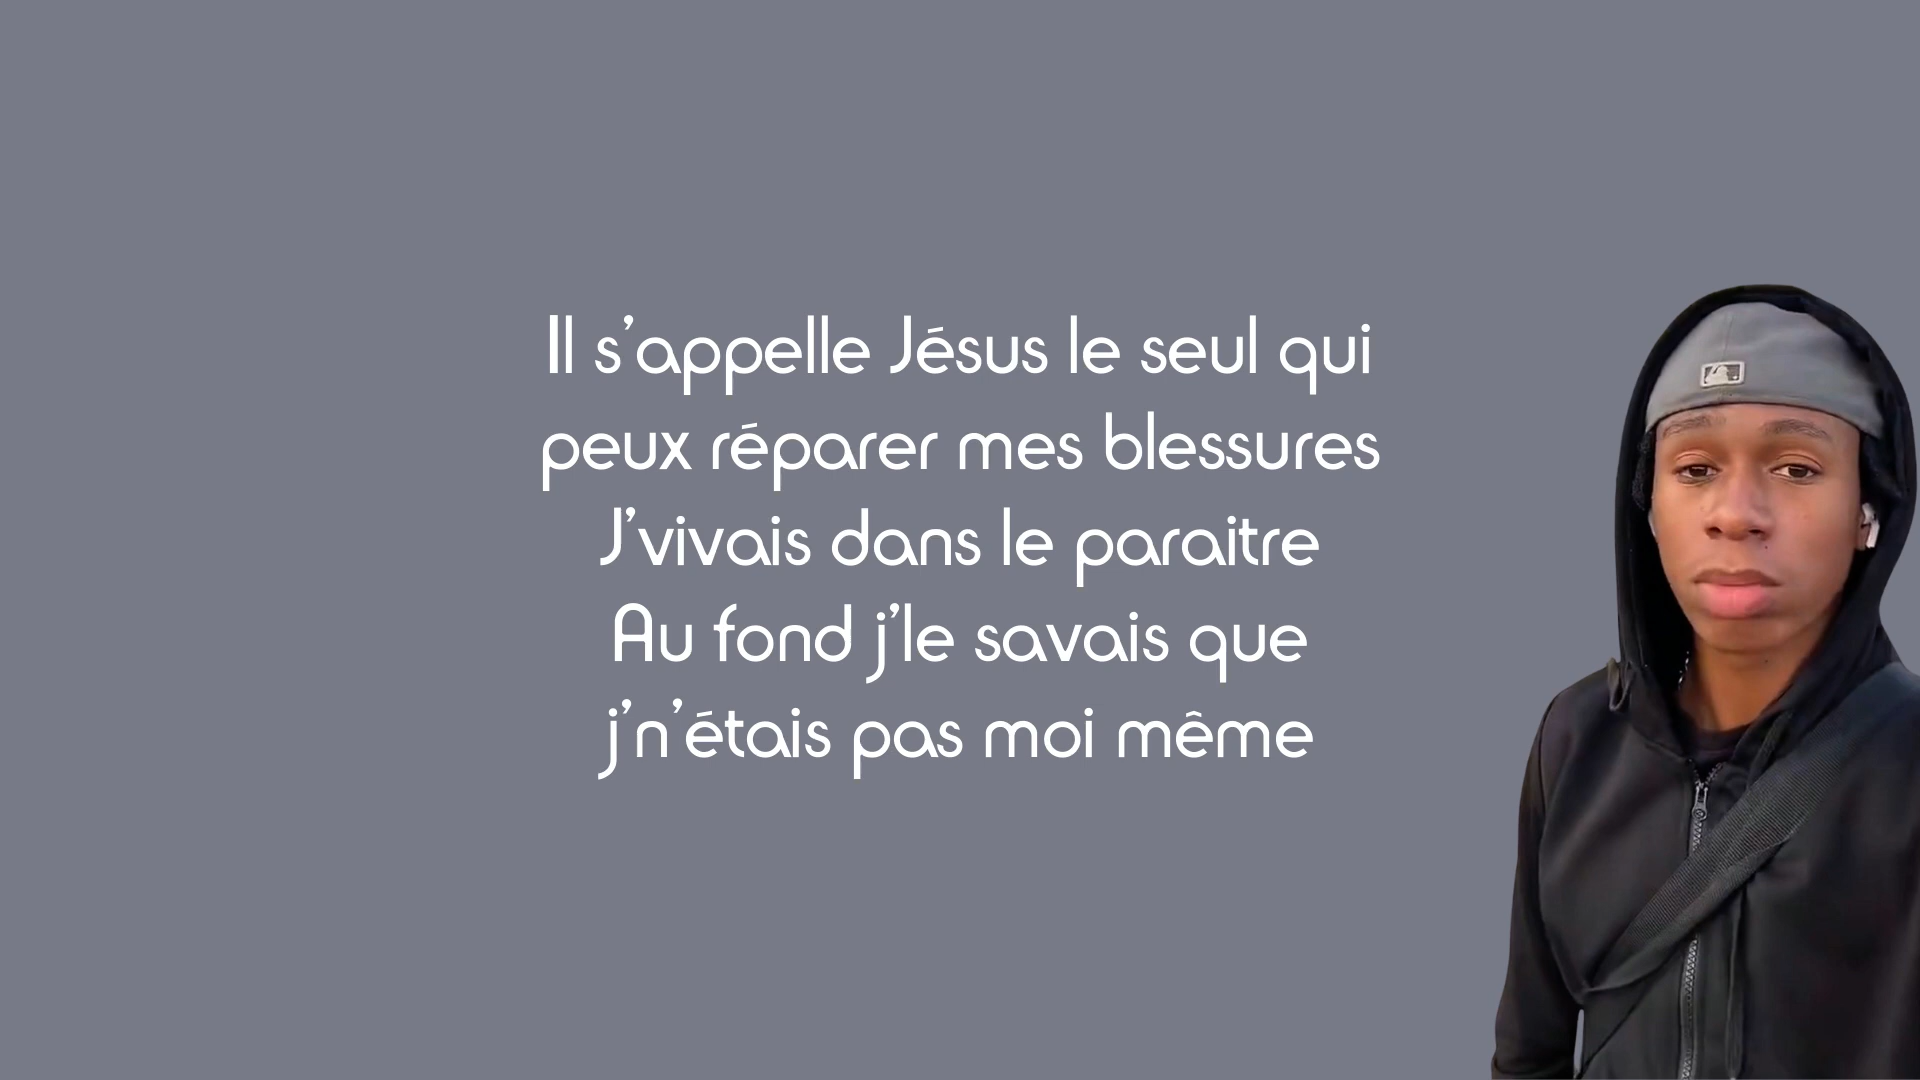 Il s’appelle Jésus le seul qui
peux réparer mes blessures
J’vivais dans le paraitre
Au fond j’le savais que
j’n’étais pas moi même